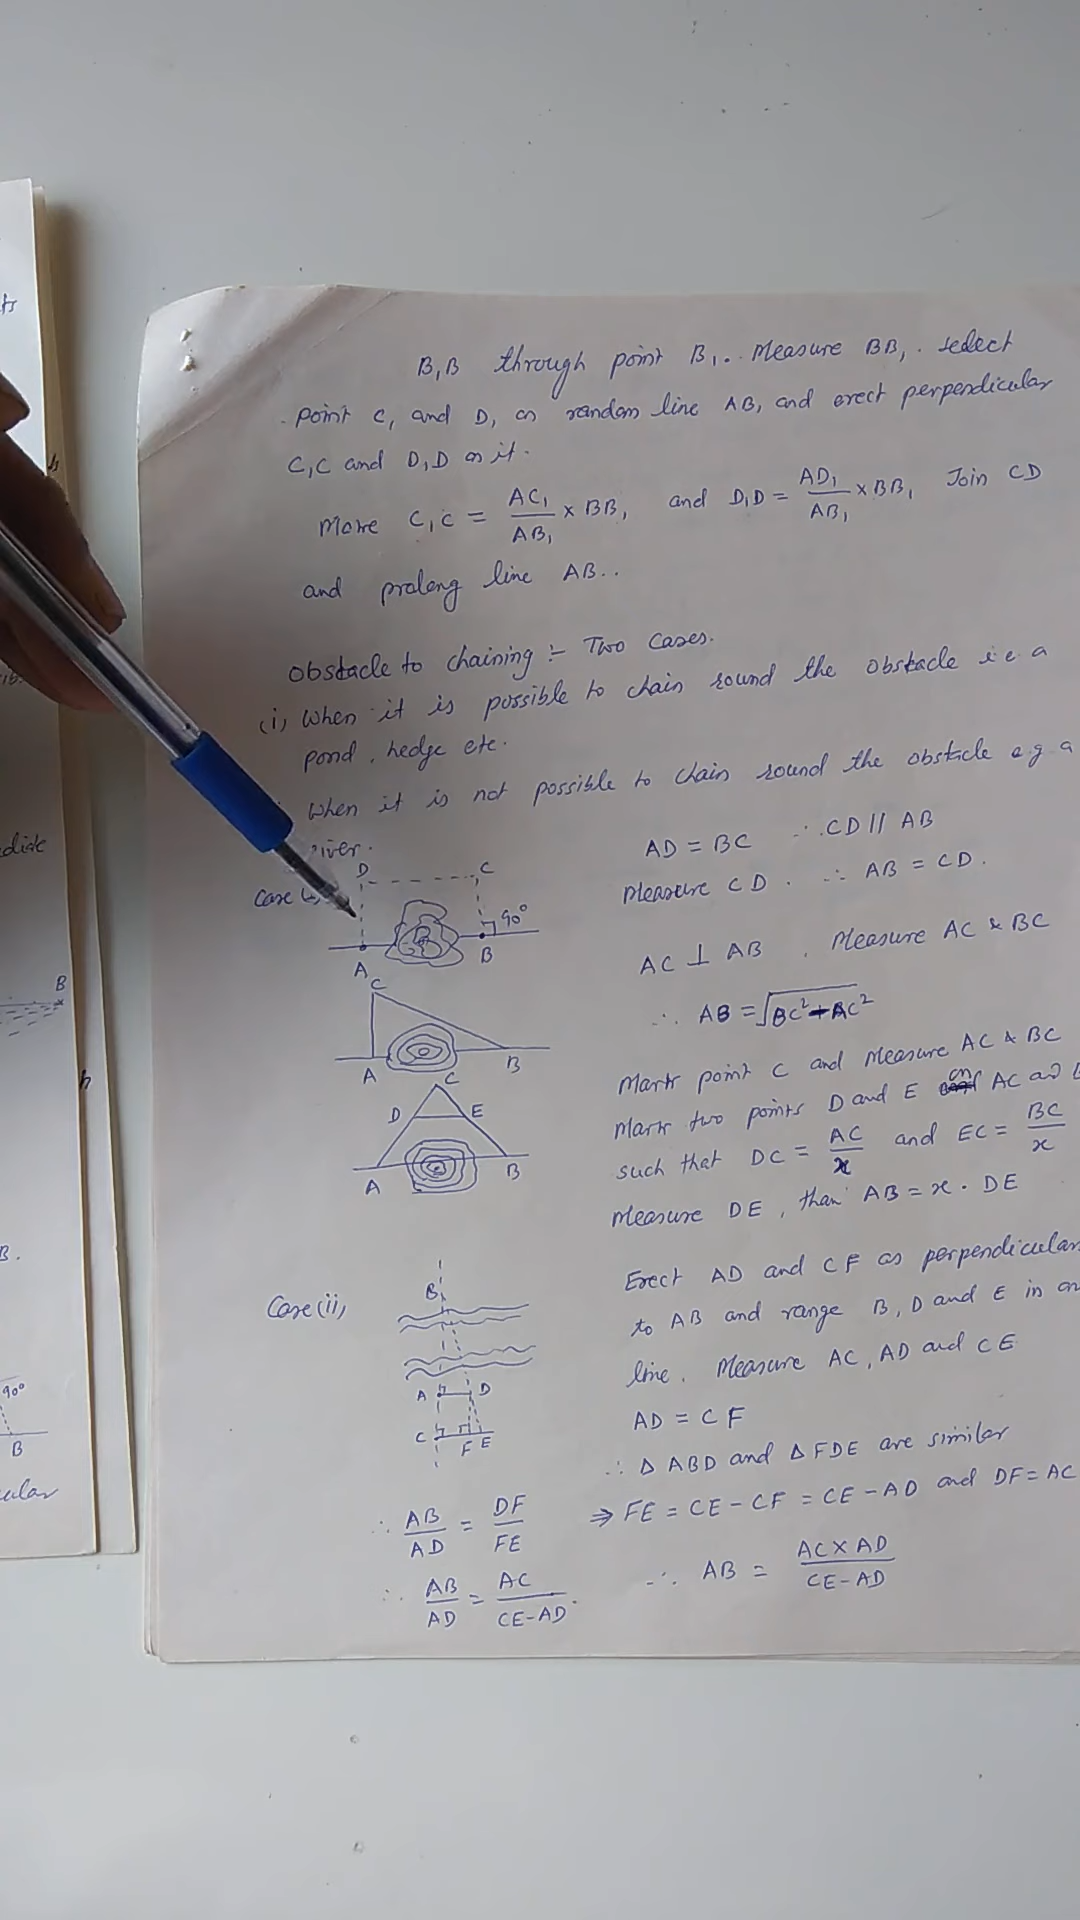 B₁B through point B₁. Measure BB₁. select
point C₁ and D₁ on random line AB₁ and erect perpendicular
C₁C and D₁D on it.
C₁C = AC₁/AB₁ × BB₁ and D₁D = AD₁/AB₁ × BB₁ Join CD
and prolong line AB..
Obstacle to chaining :- Two Cases.
(i) When it is possible to chain round the obstacle i.e. a
pond, hedge etc.
When it is not possible to chain round the obstacle e.g. a
river.
Case
D C
90°
A B
AD = BC ∴ CD // AB
Measure CD. ∴ AB = CD.
C
A B
AC ⊥ AB. Measure AC & BC
∴ AB = √BC² - AC²
C
D E
A B
Mark point C and Measure AC & BC
Mark two points D and E on AC and
such that DC = AC/x and EC = BC/x
Measure DE, than AB = x . DE
Case (ii)
B
A D
C F E
Erect AD and CF as perpendicular
to AB and range B, D and E in
line. Measure AC, AD and CE
AD = CF
∴ Δ ABD and Δ FDE are similar
∴ AB/AD = DF/FE ⇒ FE = CE - CF = CE - AD and DF = AC
∴ AB/AD = AC/CE-AD. ∴ AB = AC × AD/CE-AD
B
B.
90°
B